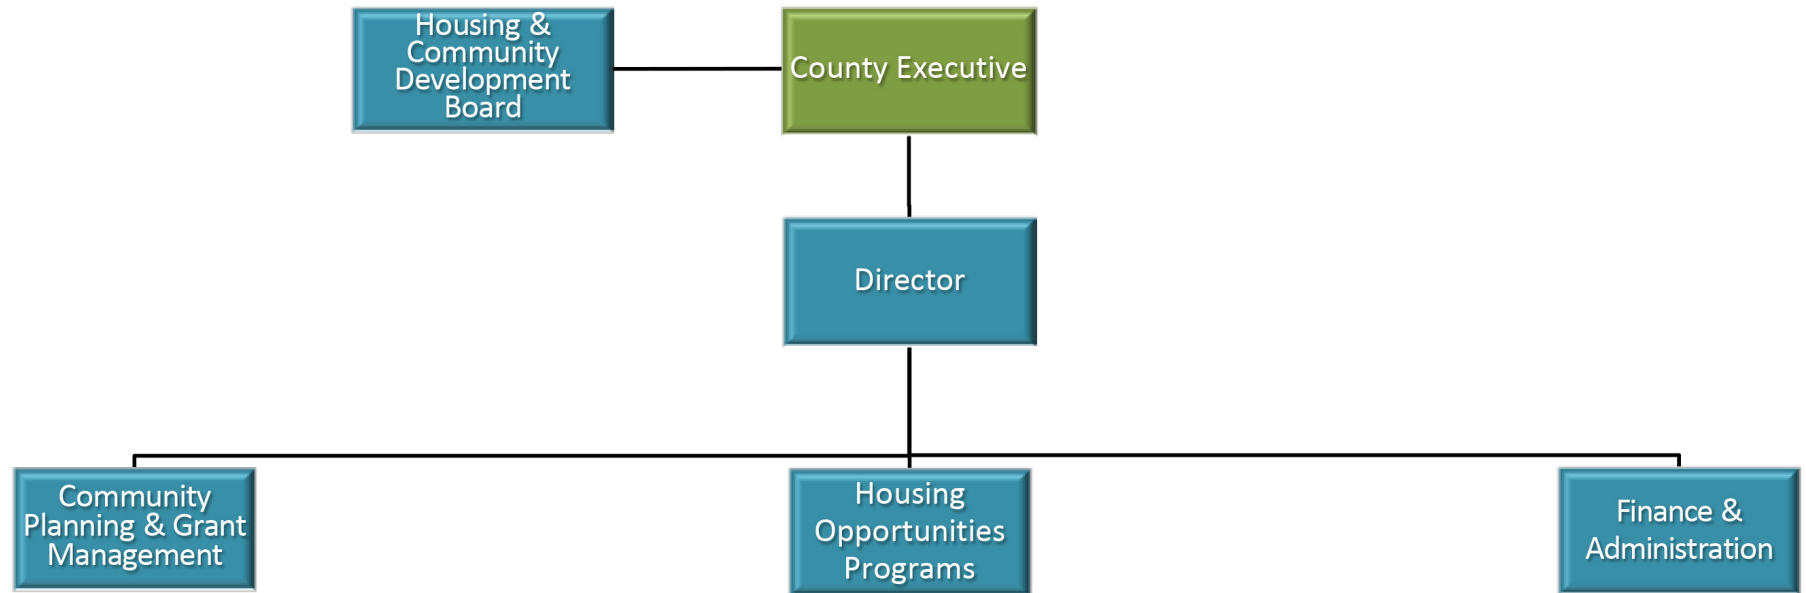 Housing &
Community
Development
Board
County Executive
Director
Community
Planning & Grant
Management
Housing
Opportunities
Programs
Finance &
Administration